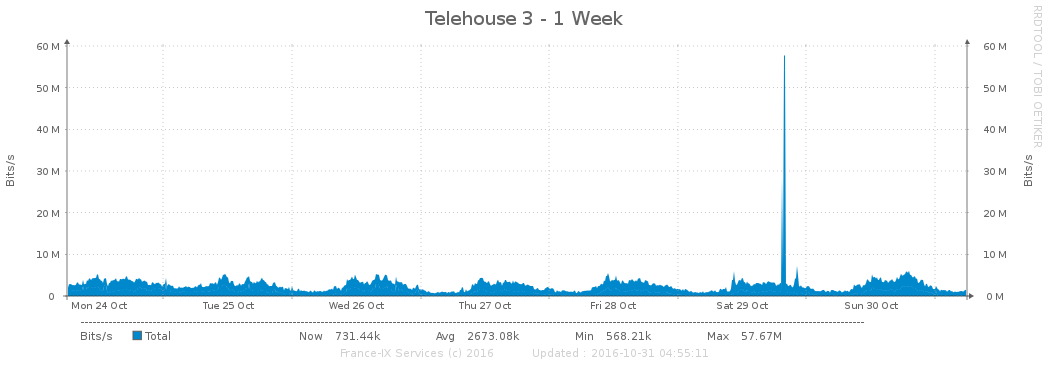 Telehouse 3 - 1 Week
RRDTOOL / TOBI OETIKER
60 M 60 M
50 M 50 M
40 M 40 M
30 M 30 M
20 M 20 M
10 M 10 M
0 0 M
Bits/s Bits/s
Mon 24 Oct Tue 25 Oct Wed 26 Oct Thu 27 Oct Fri 28 Oct Sat 29 Oct Sun 30 Oct
Bits/s Total Now 731.44k Avg 2673.08k Min 568.21k Max 57.67M
France-IX Services (c) 2016 Updated : 2016-10-31 04:55:11